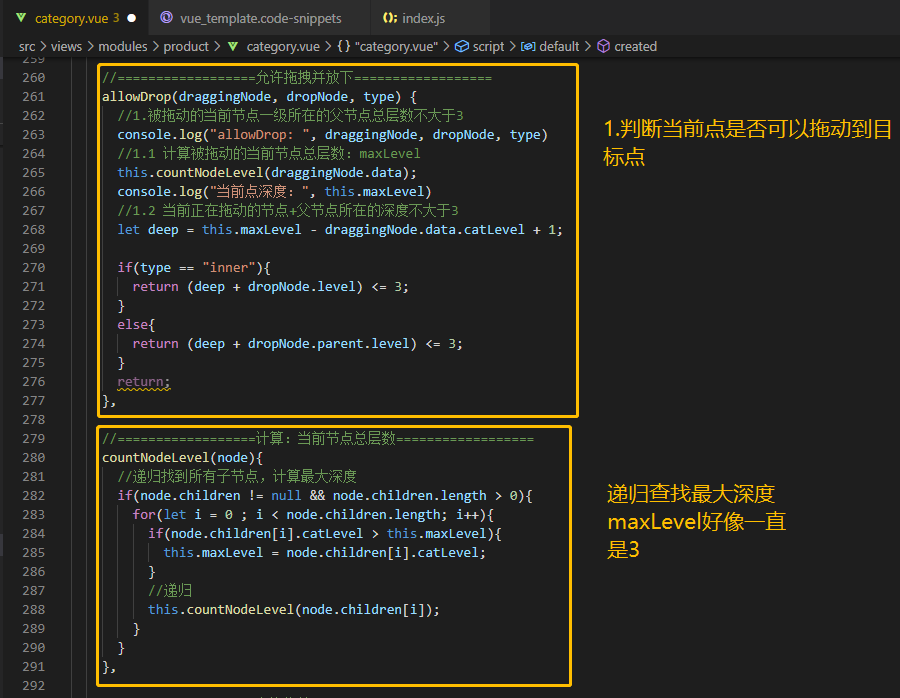 category.vue 3 ●
vue_template.code-snippets
index.js
src > views > modules > product > category.vue > {} "category.vue" > script > default > created
259
260 //==================允许拖拽并放下==================
261 allowDrop(draggingNode, dropNode, type) {
262 //1.被拖动的当前节点一级所在的父节点总层数不大于3
263 console.log("allowDrop: ", draggingNode, dropNode, type)
264 //1.1 计算被拖动的当前节点总层数: maxLevel
265 this.countNodeLevel(draggingNode.data);
266 console.log("当前点深度: ", this.maxLevel)
267 //1.2 当前正在拖动的节点+父节点所在的深度不大于3
268 let deep = this.maxLevel - draggingNode.data.catLevel + 1;
269
270 if(type == "inner"){
271 return (deep + dropNode.level) <= 3;
272 }
273 else{
274 return (deep + dropNode.parent.level) <= 3;
275 }
276 return;
277 },
278
279 //==================计算: 当前节点总层数==================
280 countNodeLevel(node){
281 //递归找到所有子节点，计算最大深度
282 if(node.children != null && node.children.length > 0){
283 for(let i = 0 ; i < node.children.length; i++){
284 if(node.children[i].catLevel > this.maxLevel){
285 this.maxLevel = node.children[i].catLevel;
286 }
287 //递归
288 this.countNodeLevel(node.children[i]);
289 }
290 }
291 },
292
1.判断当前点是否可以拖动到目
标点
递归查找最大深度
maxLevel好像一直
是3